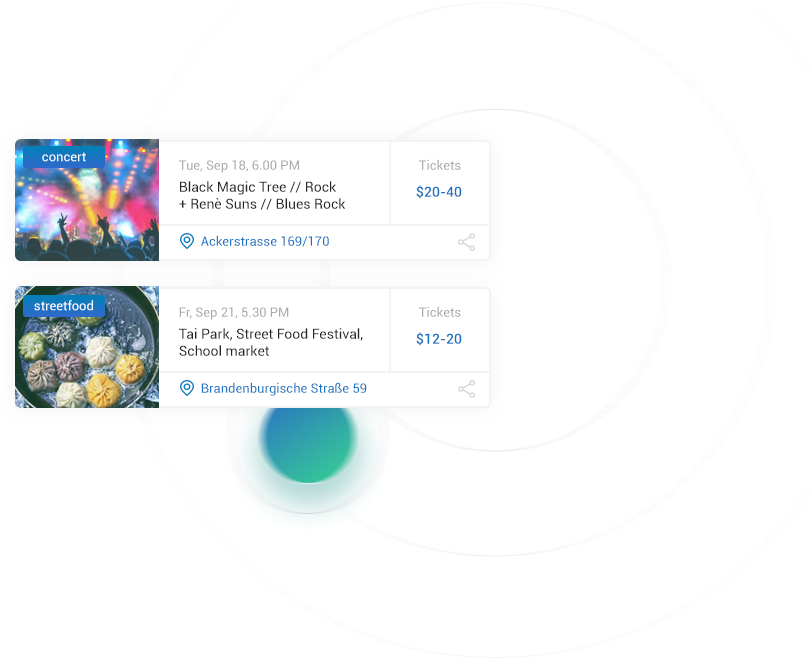 concert
Tue, Sep 18, 6.00 PM
Black Magic Tree // Rock
+ Renè Suns // Blues Rock
Tickets
$20-40
Ackerstrasse 169/170
streetfood
Fr, Sep 21, 5.30 PM
Tai Park, Street Food Festival,
School market
Tickets
$12-20
Brandenburgische Straße 59